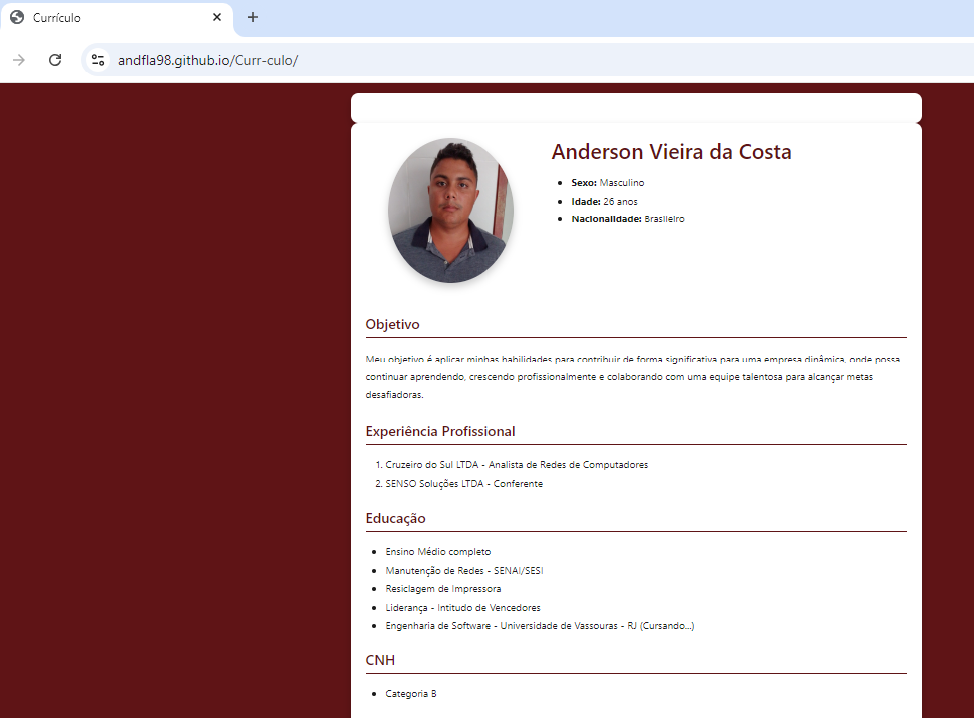 Currículo
andfla98.github.io/Curr-culo/
Anderson Vieira da Costa
Sexo: Masculino
Idade: 26 anos
Nacionalidade: Brasileiro
Objetivo
Meu objetivo é aplicar minhas habilidades para contribuir de forma significativa para uma empresa dinâmica, onde possa
continuar aprendendo, crescendo profissionalmente e colaborando com uma equipe talentosa para alcançar metas
desafiadoras.
Experiência Profissional
1. Cruzeiro do Sul LTDA - Analista de Redes de Computadores
2. SENSO Soluções LTDA - Conferente
Educação
Ensino Médio completo
Manutenção de Redes - SENAI/SESI
Resiclagem de Impressora
Liderança - Intitudo de Vencedores
Engenharia de Software - Universidade de Vassouras - RJ (Cursando...)
CNH
Categoria B